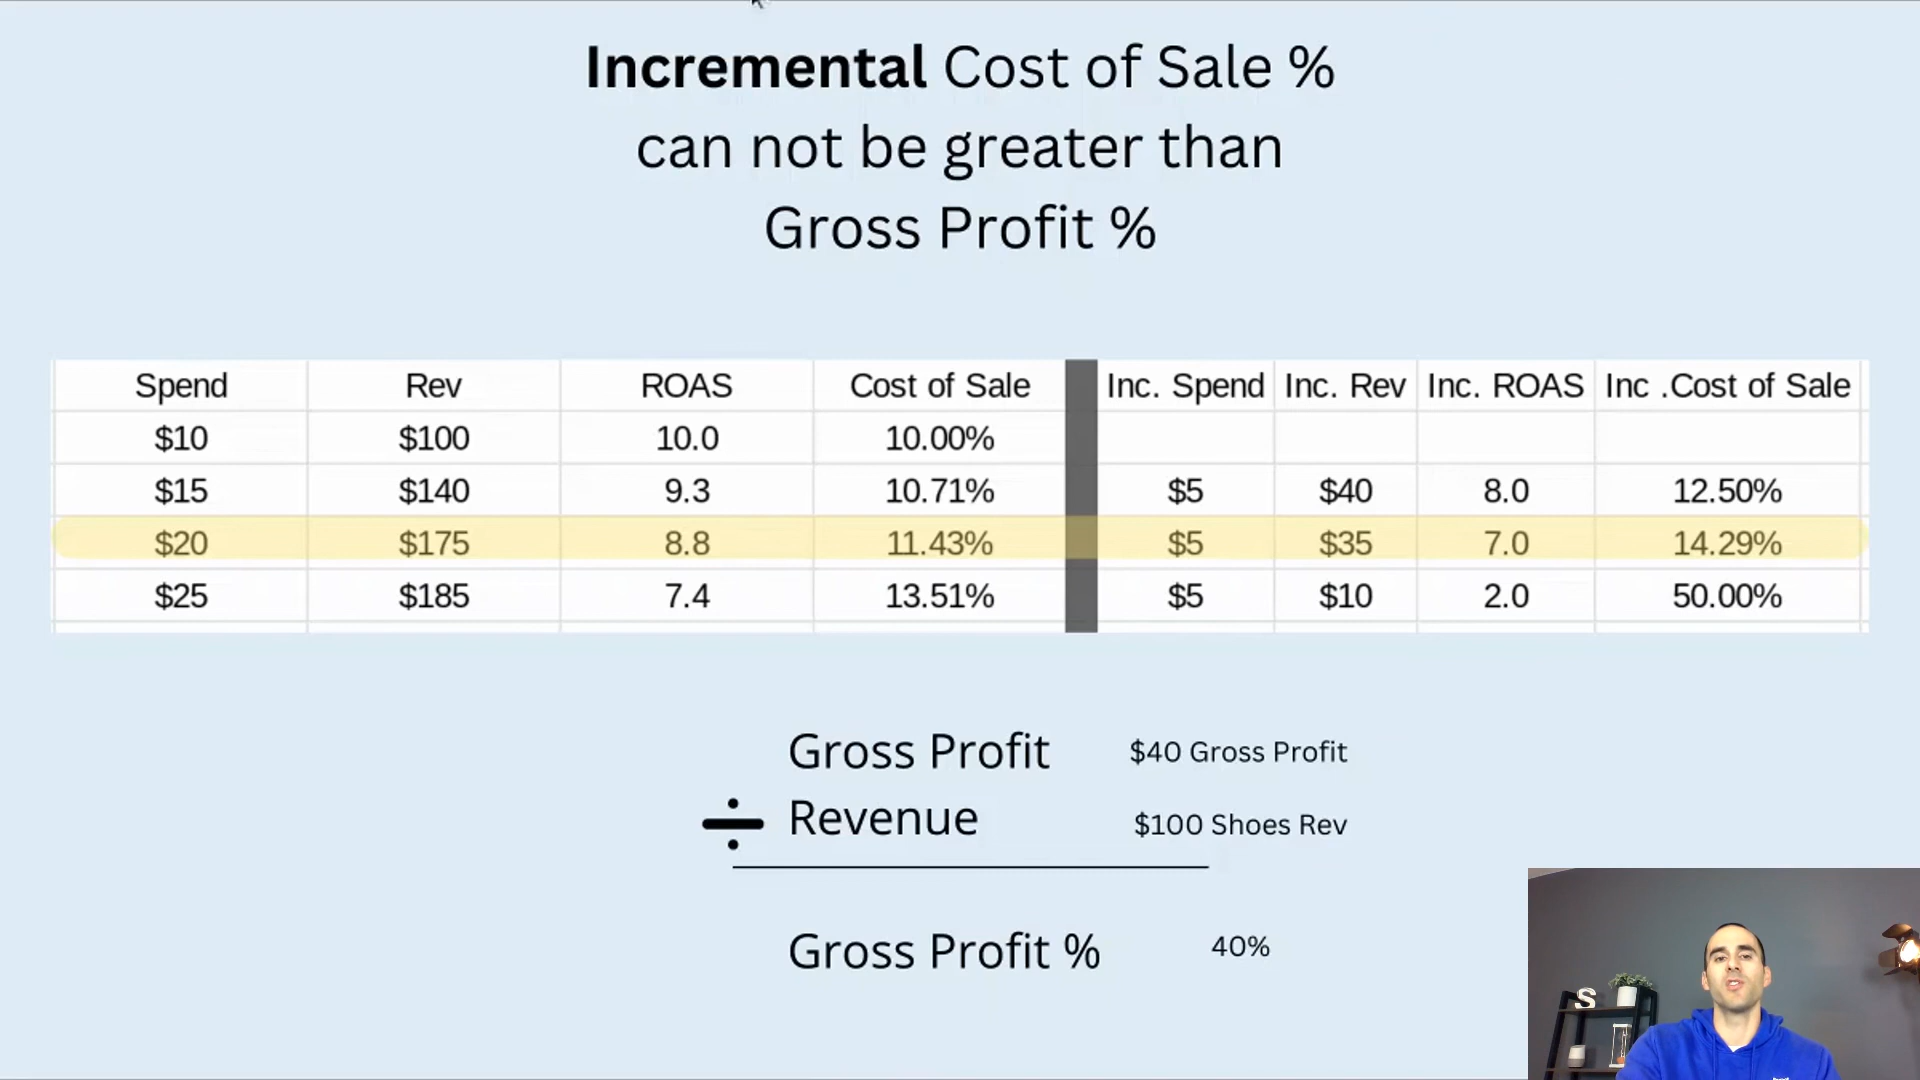 Incremental Cost of Sale %
can not be greater than
Gross Profit %
Spend Rev ROAS Cost of Sale Inc. Spend Inc. Rev Inc. ROAS Inc .Cost of Sale
$10 $100 10.0 10.00%
$15 $140 9.3 10.71% $5 $40 8.0 12.50%
$20 $175 8.8 11.43% $5 $35 7.0 14.29%
$25 $185 7.4 13.51% $5 $10 2.0 50.00%
Gross Profit $40 Gross Profit
÷ Revenue $100 Shoes Rev
Gross Profit % 40%
S